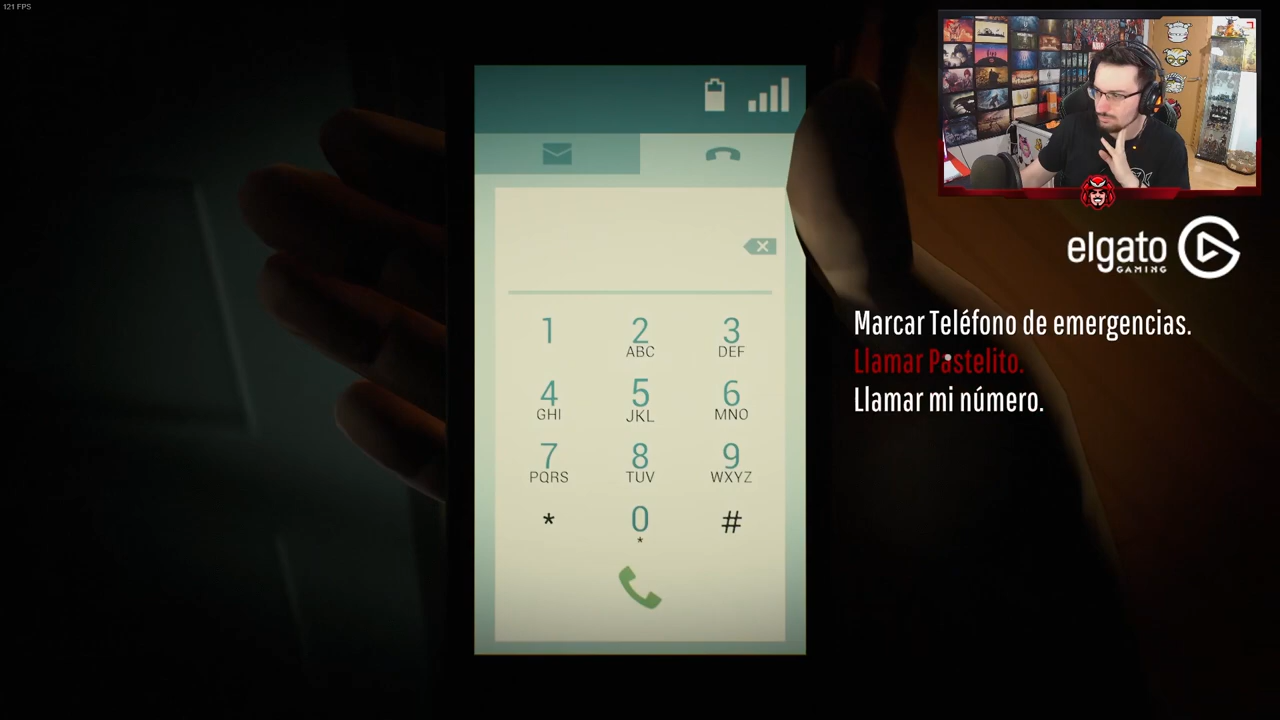 121 FPS
elgato
GAMING
Marcar Teléfono de emergencias.
Llamar Pastelito.
Llamar mi número.
1
2
3
ABC
DEF
4
5
6
GHI
JKL
MNO
7
8
9
PQRS
TUV
WXYZ
*
0
#
*